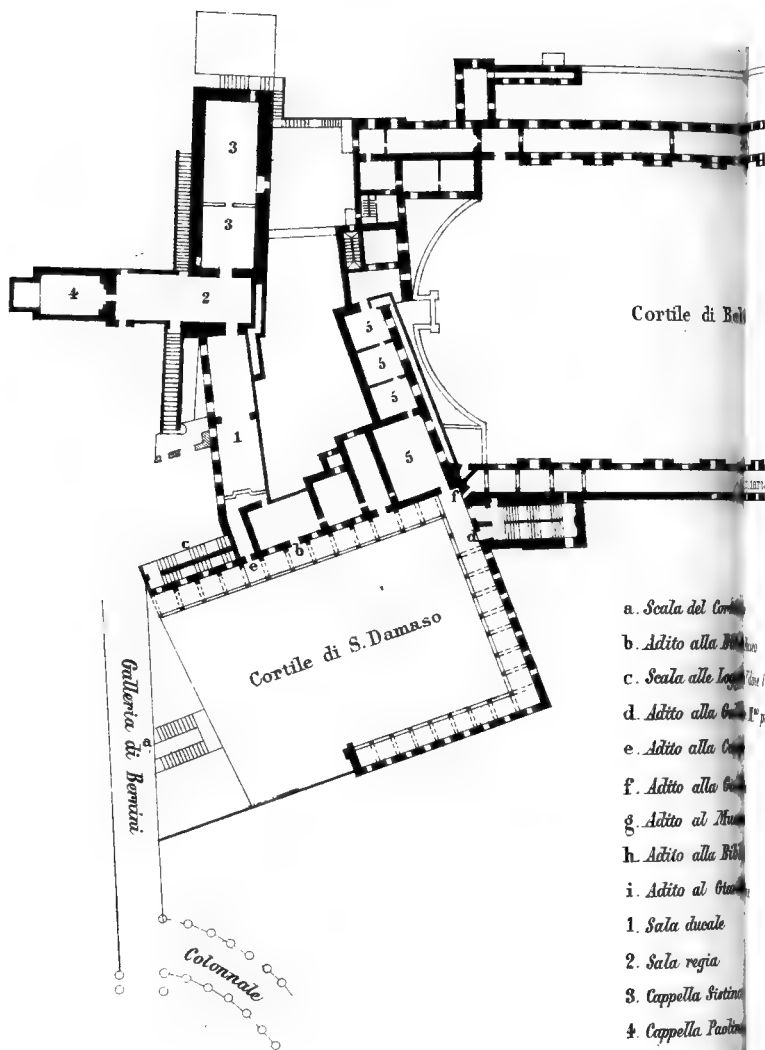 3
3
4
2
5
5
Cortile di
5
1
5
f
d
c
b
e
Cortile di S. Damaso
a
Galleria di Bernini
Colonnale
a. Scala del
b. Adito alla
c. Scala alle
d. Adito alla
e. Adito alla
f. Adito alla
g. Adito al
h. Adito alla
i. Adito al
1. Sala ducale
2. Sala regia
3. Cappella
4. Cappella